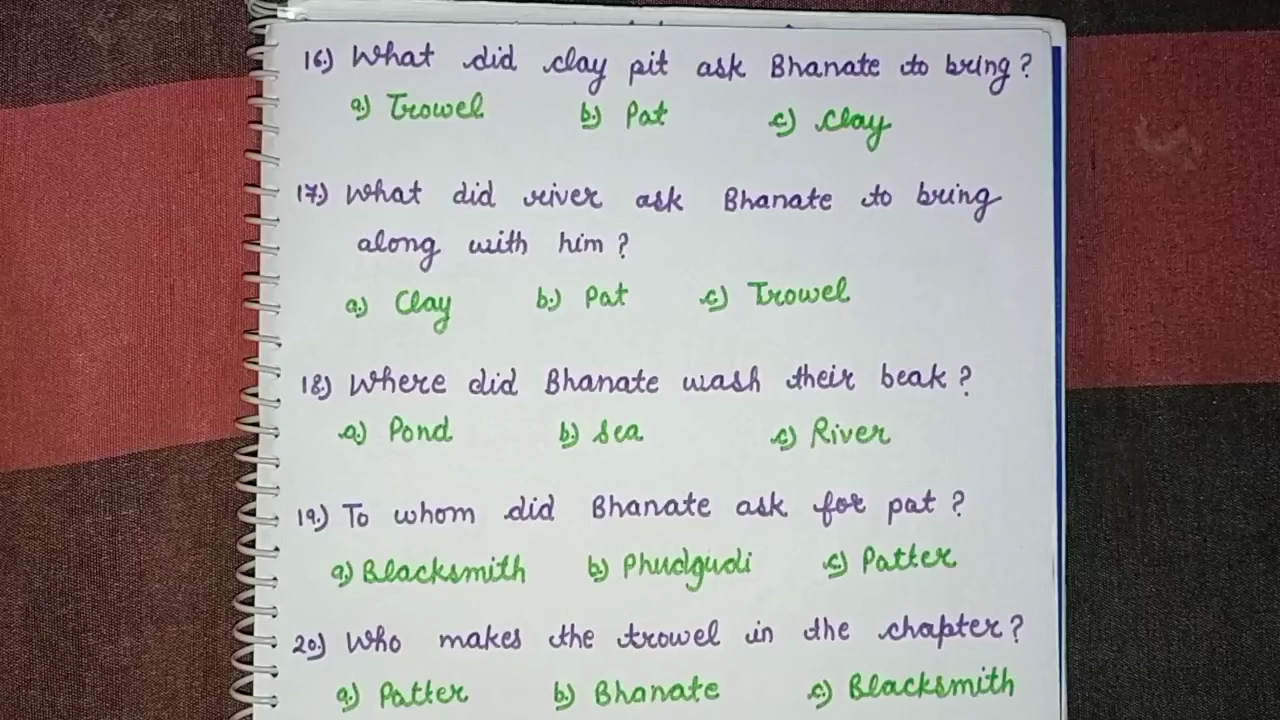 16.) What did clay pit ask Bhanate to bring?
a.) Trowel b.) Pat c.) Clay
17.) What did river ask Bhanate to bring
along with him?
a.) Clay b.) Pat c.) Trowel
18.) Where did Bhanate wash their beak?
a.) Pond b.) Sea c.) River
19.) To whom did Bhanate ask for pat?
a.) Blacksmith b.) Phudgudi c.) Patter
20.) Who makes the trowel in the chapter?
a.) Patter b.) Bhanate c.) Blacksmith